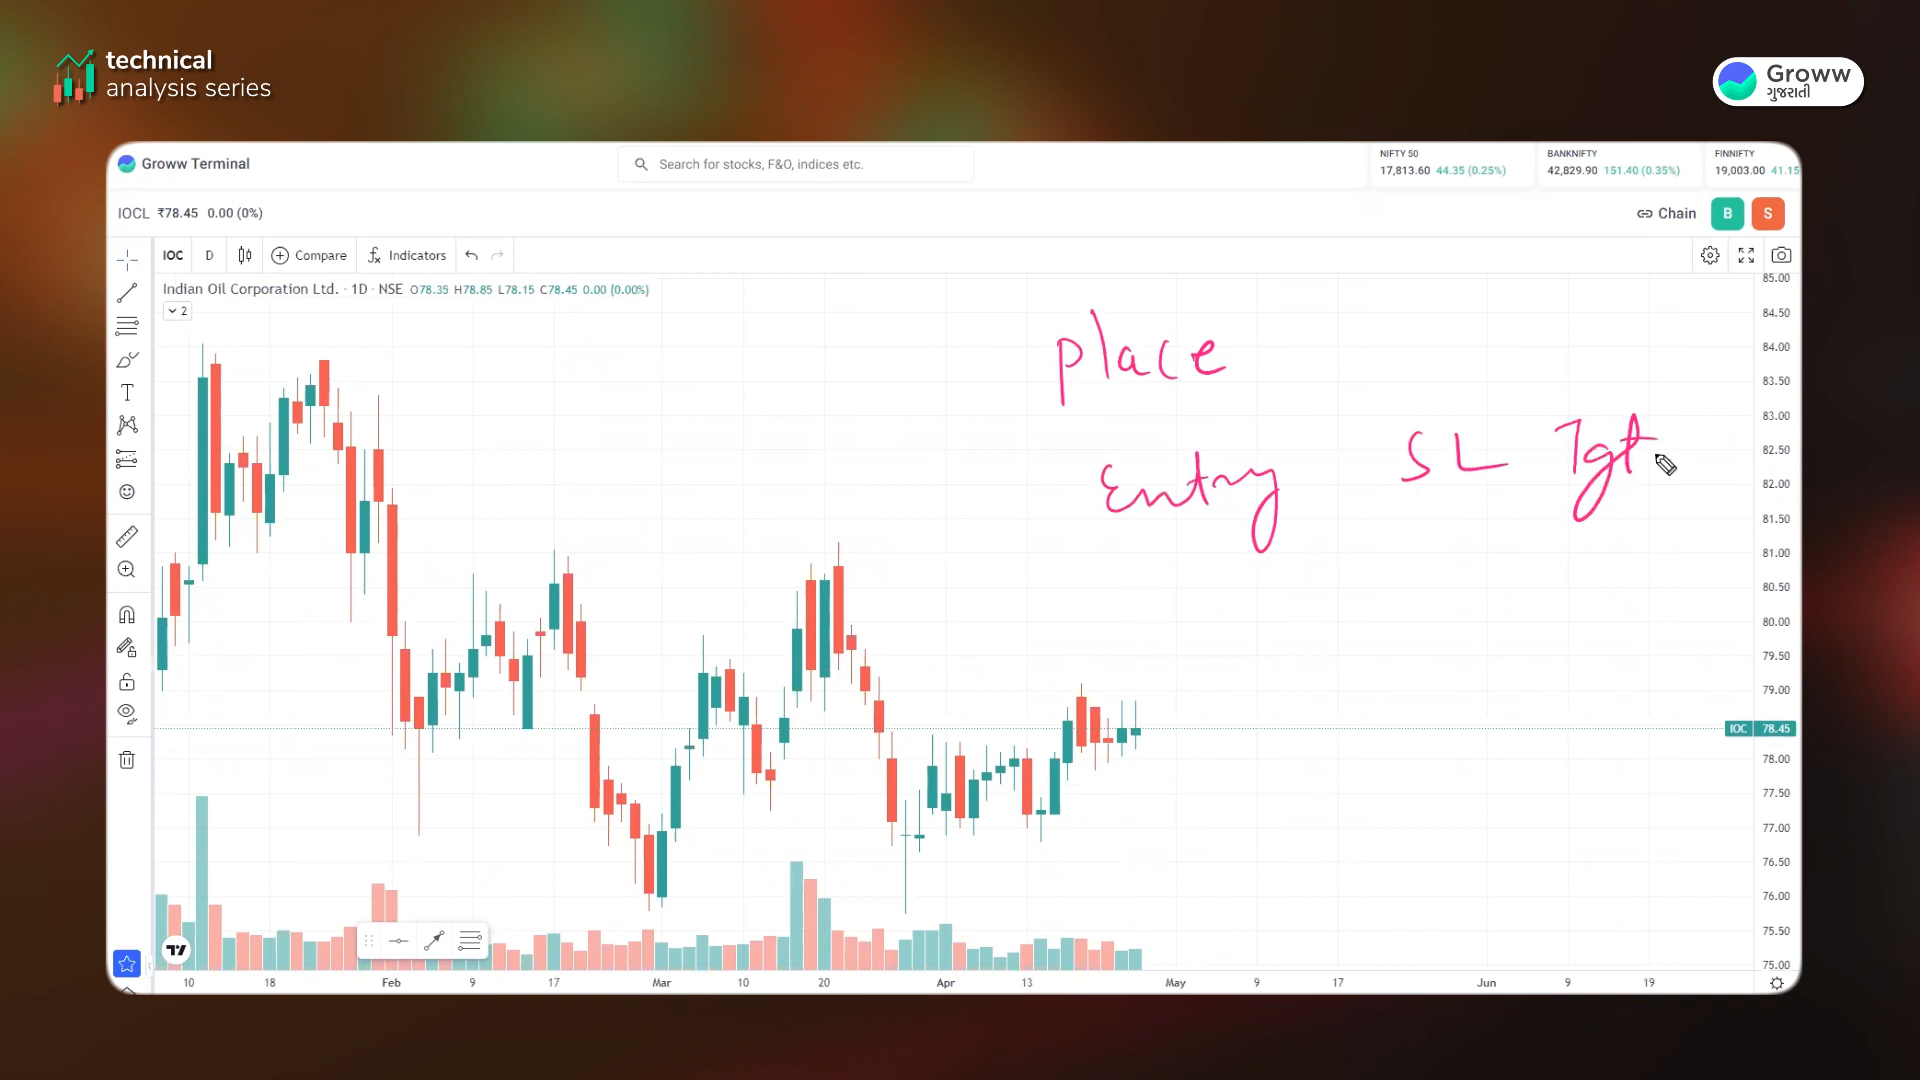 technical
analysis series
Groww
ગુજરાતી
Groww Terminal
Search for stocks, F&O, indices etc.
NIFTY 50
17,813.60 44.35 (0.25%)
BANKNIFTY
42,829.90 151.40 (0.35%)
FINNIFTY
19,003.00 41.15
IOCL ₹78.45 0.00 (0%)
Chain
B
S
IOC
D
Compare
Indicators
Indian Oil Corporation Ltd. · 1D · NSE O78.35 H78.85 L78.15 C78.45 0.00 (0.00%)
2
Place
Entry
SL Tgt
85.00
84.50
84.00
83.50
83.00
82.50
82.00
81.50
81.00
80.50
80.00
79.50
79.00
IOC 78.45
78.00
77.50
77.00
76.50
76.00
75.50
75.00
10 18 Feb 9 17 Mar 10 20 Apr 13 May 9 17 Jun 9 19